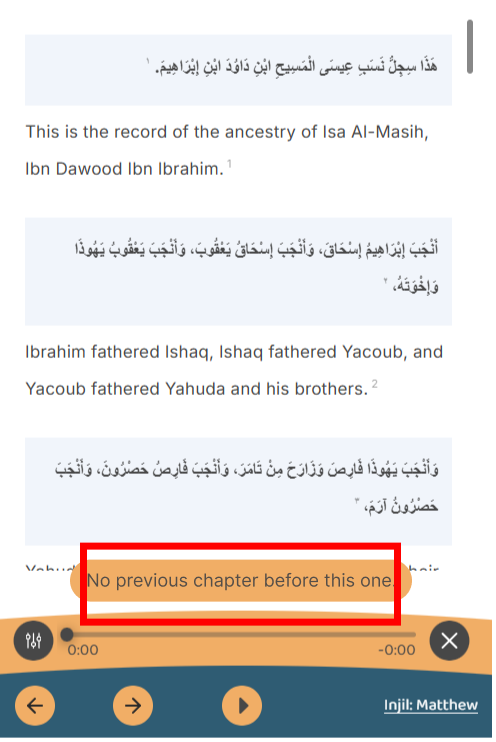 هَذَا سِجِلُّ نَسَبِ عِيسَى الْمَسِيحِ ابْنِ دَاوُدَ ابْنِ إِبْرَاهِيمَ. ١
This is the record of the ancestry of Isa Al-Masih,
Ibn Dawood Ibn Ibrahim. 1
أَنْجَبَ إِبْرَاهِيمُ إِسْحَاقَ، وَأَنْجَبَ إِسْحَاقُ يَعْقُوبَ، وَأَنْجَبَ يَعْقُوبُ يَهُوذَا
وَإِخْوَتَهُ، ٢
Ibrahim fathered Ishaq, Ishaq fathered Yacoub, and
Yacoub fathered Yahuda and his brothers. 2
وَأَنْجَبَ يَهُوذَا فَارِصَ وَزَارَحَ مِنْ تَامَرَ، وَأَنْجَبَ فَارِصُ حَصْرُونَ، وَأَنْجَبَ
حَصْرُونُ آرَمَ، ٣
No previous chapter before this one.
0:00 -0:00
Injil: Matthew